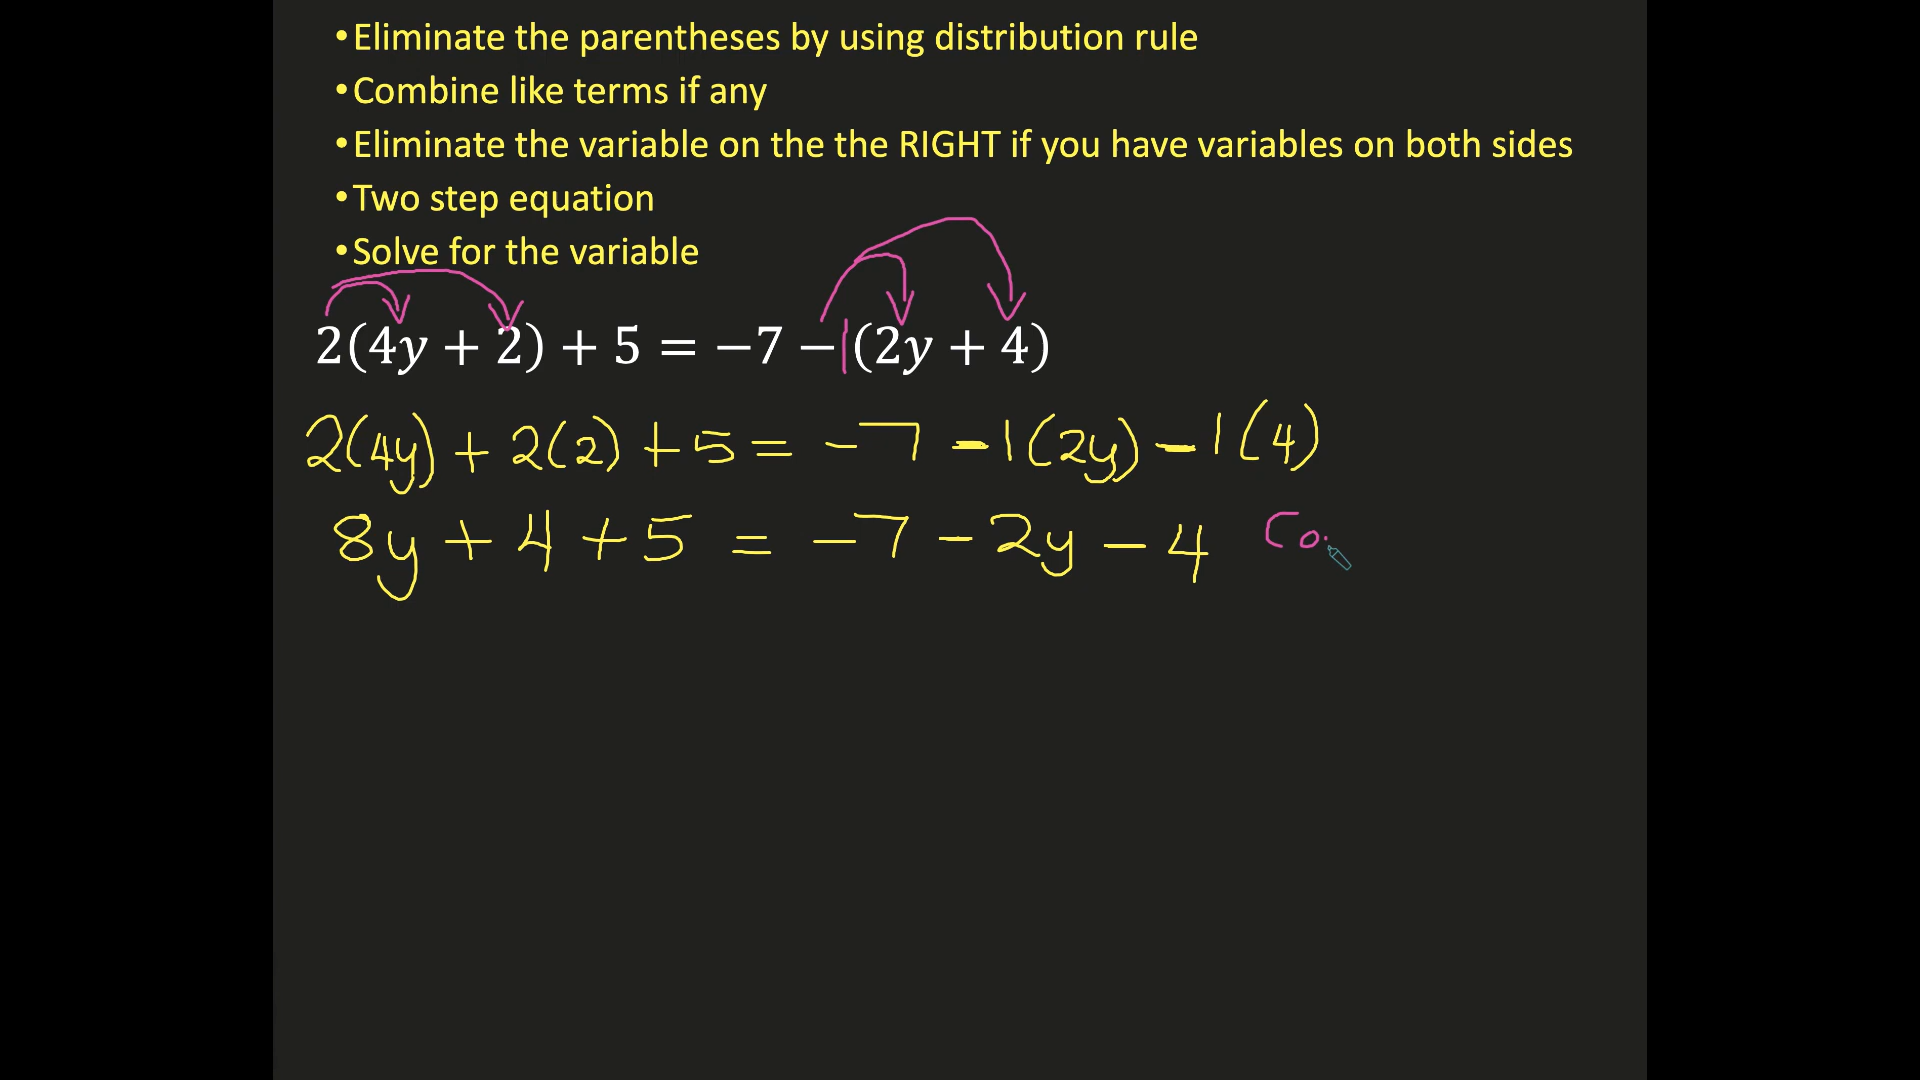 •Eliminate the parentheses by using distribution rule
•Combine like terms if any
•Eliminate the variable on the the RIGHT if you have variables on both sides
•Two step equation
•Solve for the variable
2(4y + 2) + 5 = −7 −1(2y + 4)
2(4y) + 2(2) + 5 = −7 −1(2y) −1(4)
8y + 4 + 5 = −7 − 2y − 4 Co